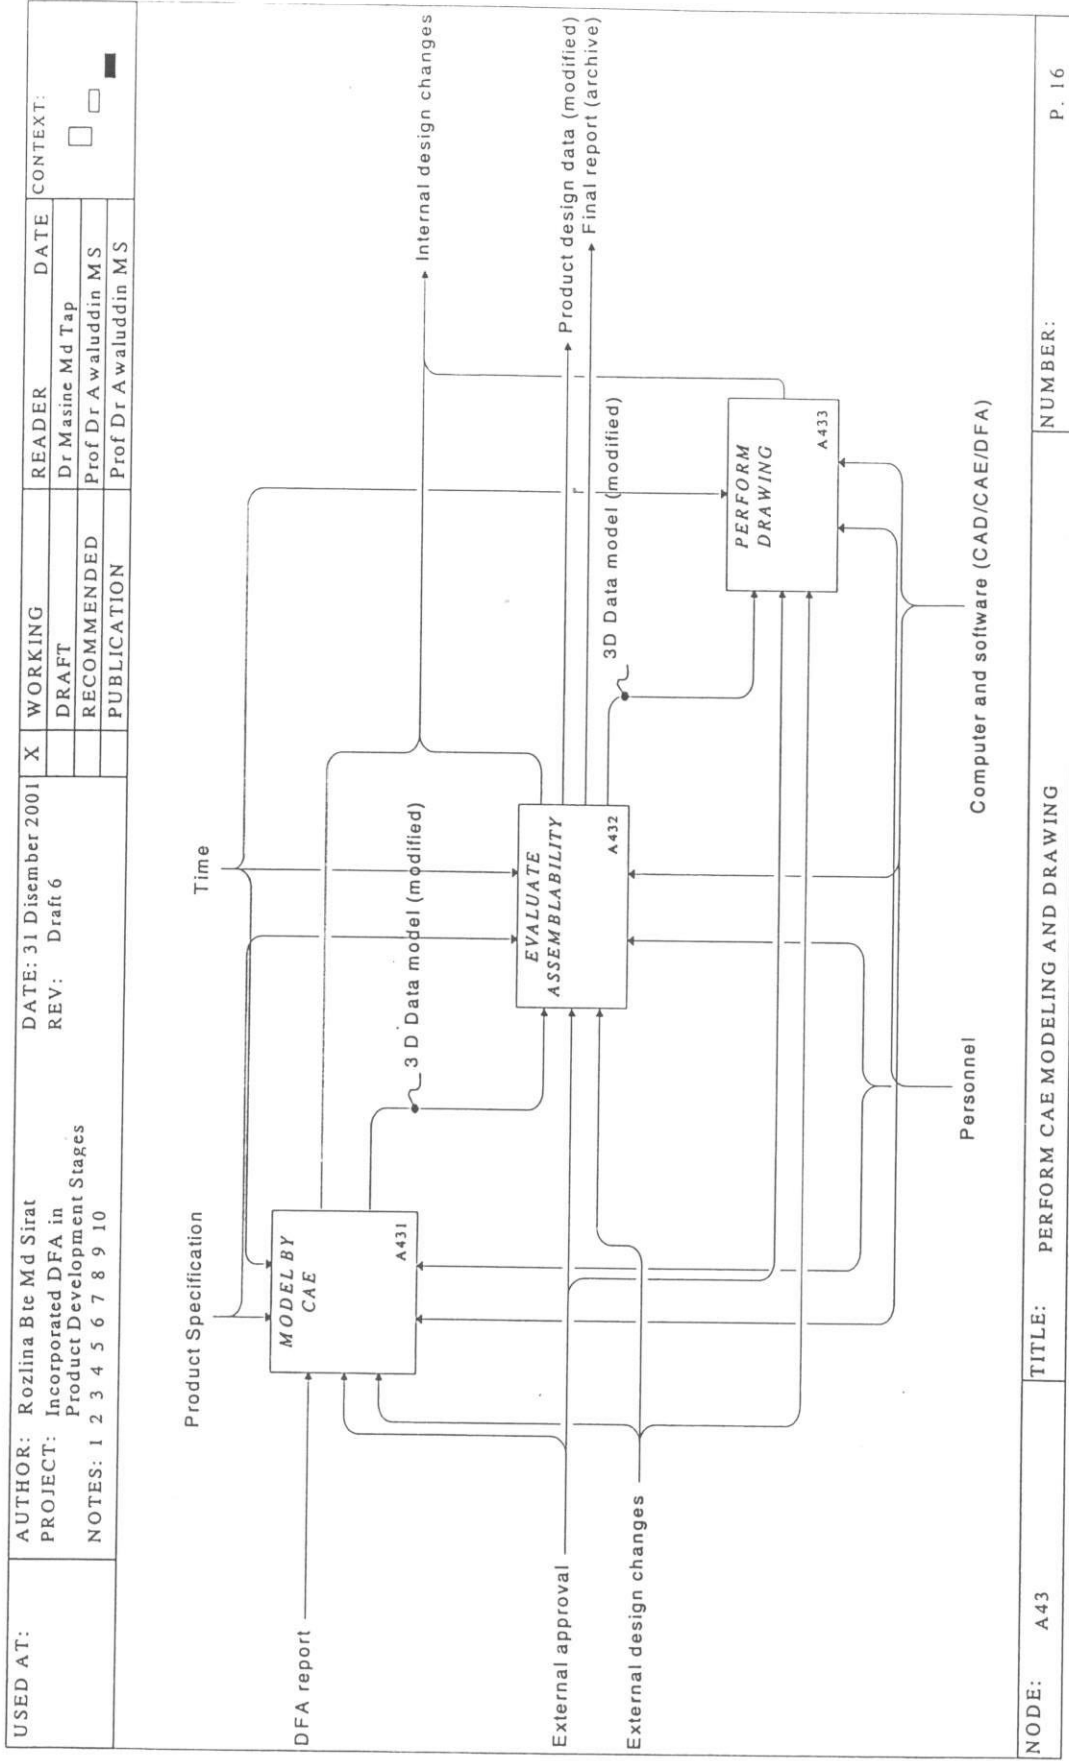 USED AT:
AUTHOR: Rozlina Bte Md Sirat
PROJECT: Incorporated DFA in
Product Development Stages
NOTES: 1 2 3 4 5 6 7 8 9 10
DATE: 31 Disember 2001
REV: Draft 6
X WORKING
DRAFT
RECOMMENDED
PUBLICATION
READER DATE
Dr Masine Md Tap
Prof Dr Awaluddin MS
Prof Dr Awaluddin MS
CONTEXT:
Product Specification
Time
Internal design changes
DFA report
MODEL BY
CAE
A431
3 D Data model (modified)
External approval
External design changes
EVALUATE
ASSEMBLABILITY
A432
Product design data (modified)
Final report (archive)
3D Data model (modified)
PERFORM
DRAWING
A433
Personnel
Computer and software (CAD/CAE/DFA)
NODE: A43
TITLE: PERFORM CAE MODELING AND DRAWING
NUMBER: P. 16